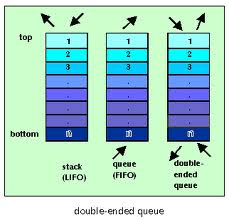 top
1 1 1
2 2 2
3 3 3
. . .
. . .
. . .
. . .
bottom n n n
stack queue double-
(LIFO) (FIFO) ended
queue
double-ended queue